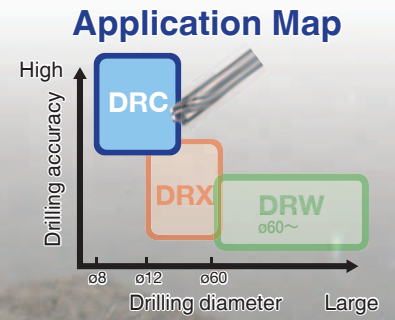 Application Map
High
Drilling accuracy
DRC
DRX
DRW
ø60～
ø8 ø12 ø60
Drilling diameter Large